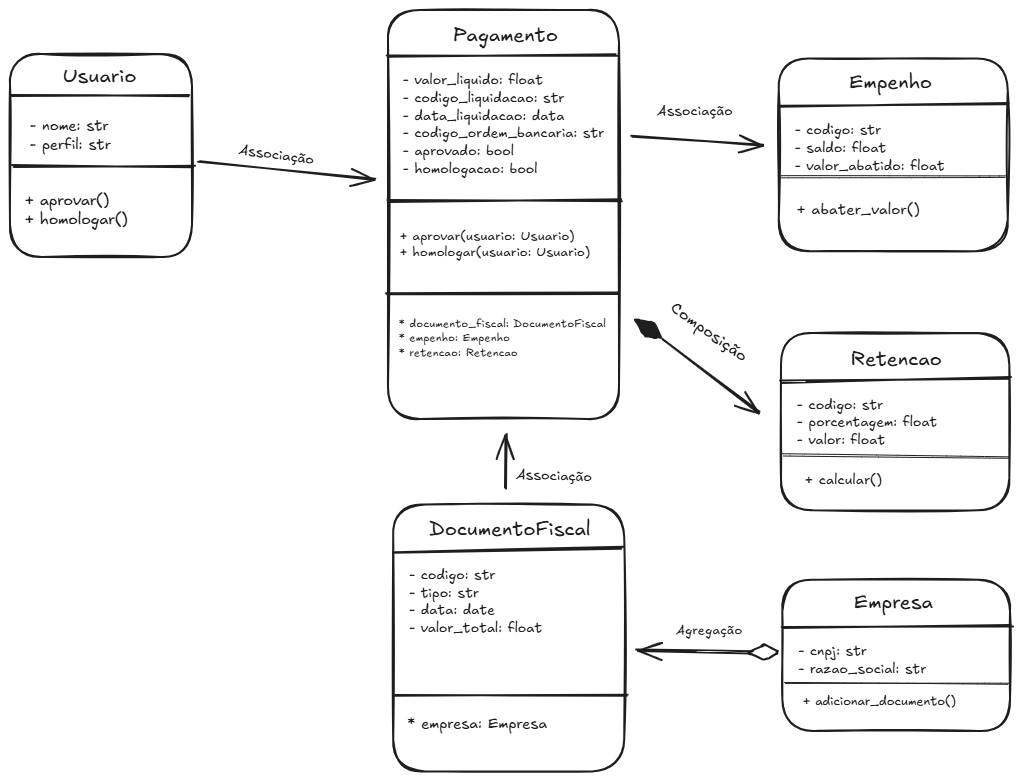 Usuario
- nome: str
- perfil: str
+ aprovar()
+ homologar()
Associação
Pagamento
- valor_liquido: float
- codigo_liquidacao: str
- data_liquidacao: data
- codigo_ordem_bancaria: str
- aprovado: bool
- homologacao: bool
+ aprovar(usuario: Usuario)
+ homologar(usuario: Usuario)
* documento_fiscal: DocumentoFiscal
* empenho: Empenho
* retencao: Retencao
Associação
Empenho
- codigo: str
- saldo: float
- valor_abatido: float
+ abater_valor()
Composição
Retencao
- codigo: str
- porcentagem: float
- valor: float
+ calcular()
Associação
DocumentoFiscal
- codigo: str
- tipo: str
- data: date
- valor_total: float
* empresa: Empresa
Agregação
Empresa
- cnpj: str
- razao_social: str
+ adicionar_documento()